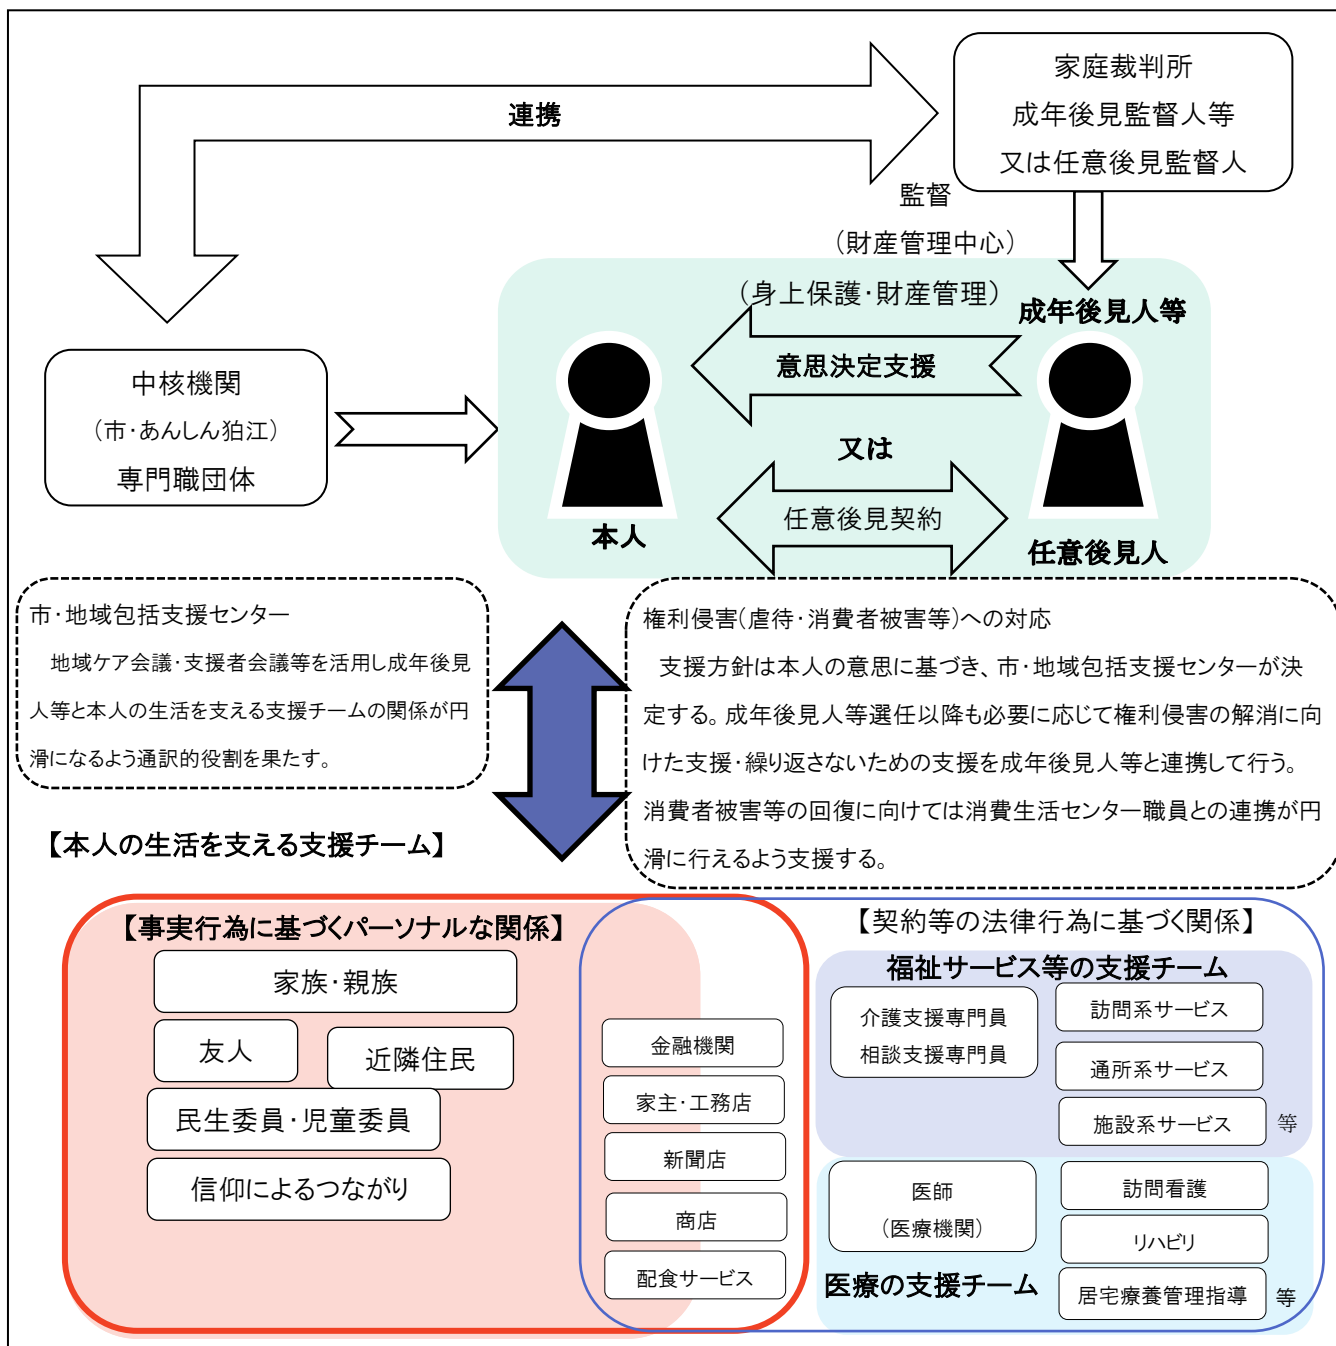 家庭裁判所
成年後見監督人等
又は任意後見監督人
連携
監督
（財産管理中心）
（身上保護・財産管理）
成年後見人等
意思決定支援
中核機関
（市・あんしん狛江）
専門職団体
又は
任意後見契約
本人
任意後見人
市・地域包括支援センター
地域ケア会議・支援者会議等を活用し成年後見
人等と本人の生活を支える支援チームの関係が円
滑になるよう通訳的役割を果たす。
権利侵害(虐待・消費者被害等)への対応
支援方針は本人の意思に基づき、市・地域包括支援センターが決
定する。成年後見人等選任以降も必要に応じて権利侵害の解消に向
けた支援・繰り返さないための支援を成年後見人等と連携して行う。
消費者被害等の回復に向けては消費生活センター職員との連携が円
滑に行えるよう支援する。
【本人の生活を支える支援チーム】
【事実行為に基づくパーソナルな関係】
家族・親族
友人
近隣住民
民生委員・児童委員
信仰によるつながり
金融機関
家主・工務店
新聞店
商店
配食サービス
【契約等の法律行為に基づく関係】
福祉サービス等の支援チーム
介護支援専門員
相談支援専門員
訪問系サービス
通所系サービス
施設系サービス
等
医師
（医療機関）
訪問看護
リハビリ
医療の支援チーム
居宅療養管理指導
等